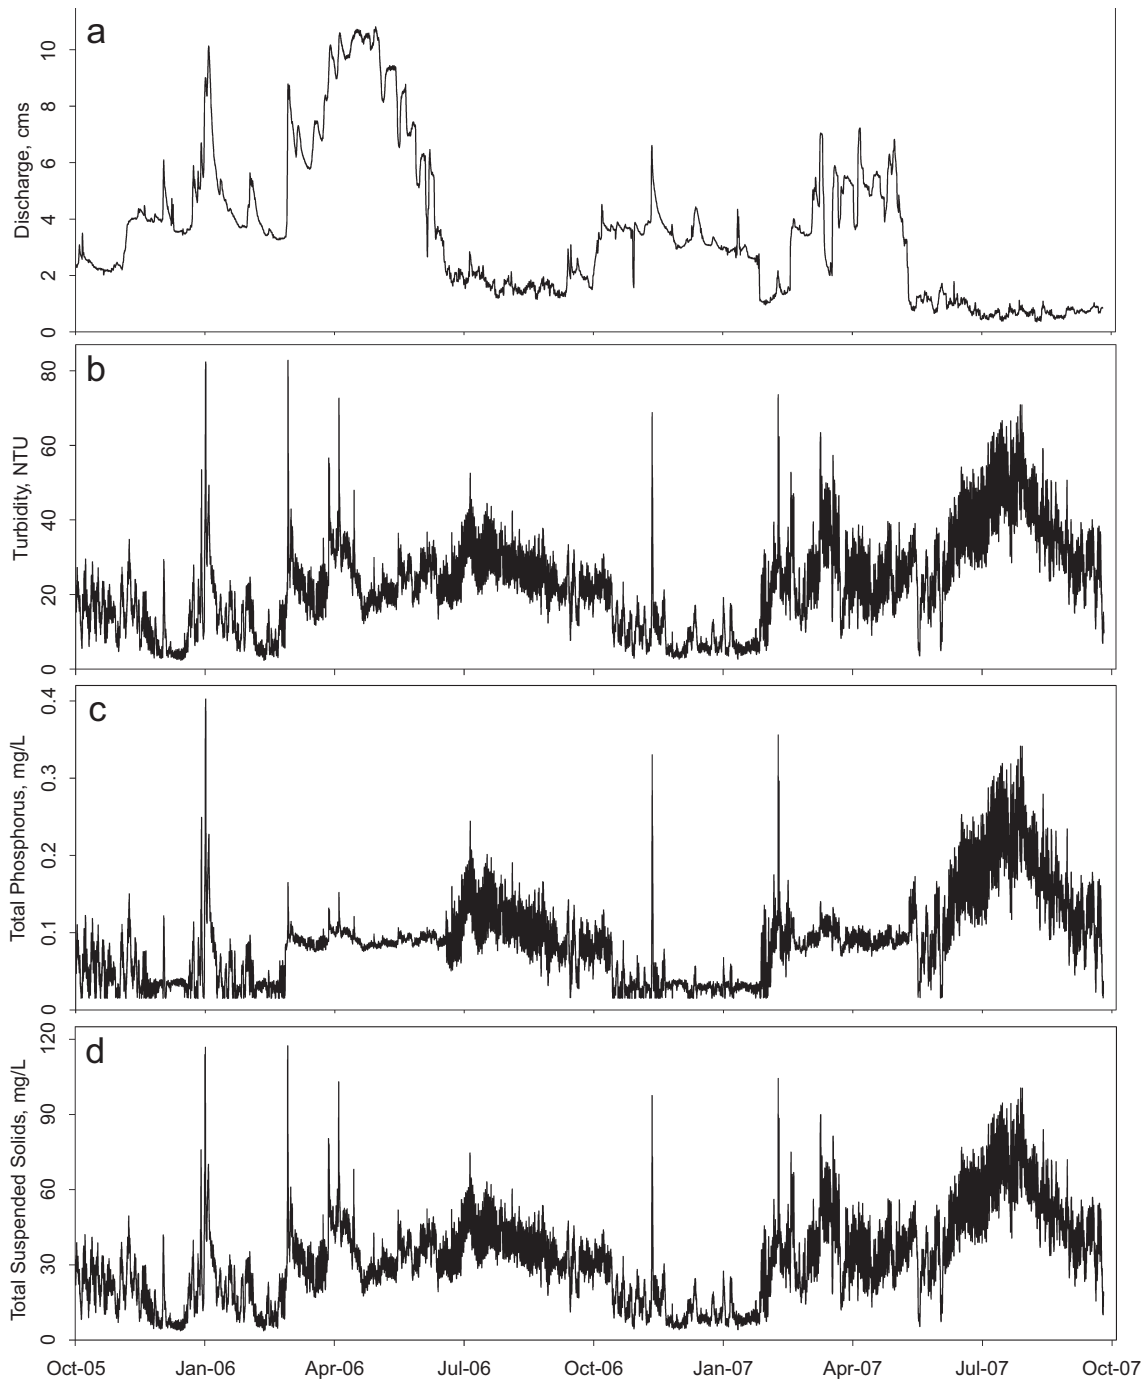 a
Discharge, cms
10
8
6
4
2
0
b
Turbidity, NTU
80
60
40
20
0
c
Total Phosphorus, mg/L
0.4
0.3
0.2
0.1
0
d
Total Suspended Solids, mg/L
120
90
60
30
0
Oct-05 Jan-06 Apr-06 Jul-06 Oct-06 Jan-07 Apr-07 Jul-07 Oct-07